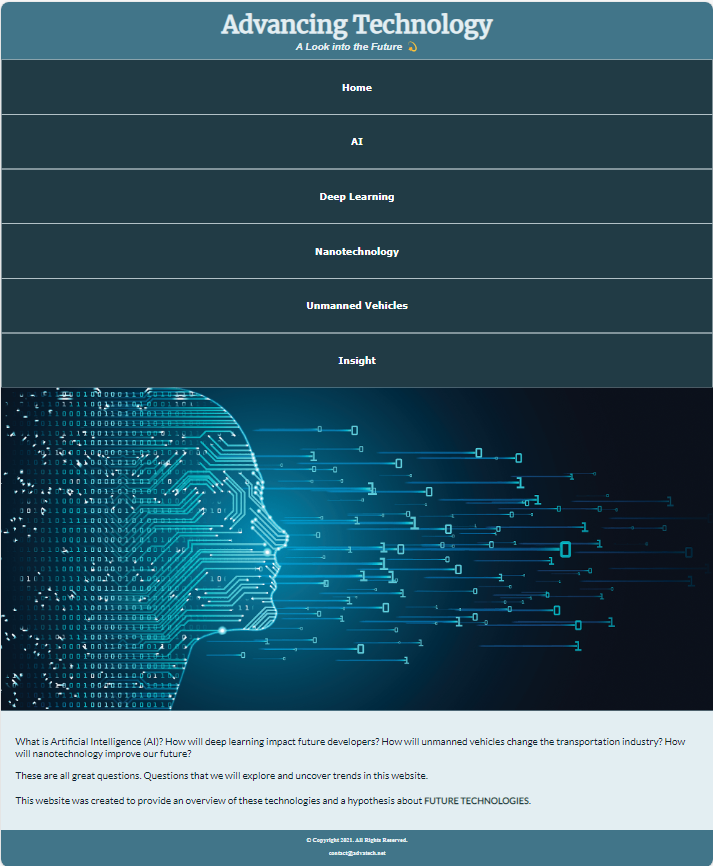 Advancing Technology
A Look into the Future 💫
Home
AI
Deep Learning
Nanotechnology
Unmanned Vehicles
Insight
What is Artificial Intelligence (AI)? How will deep learning impact future developers? How will unmanned vehicles change the transportation industry? How
will nanotechnology improve our future?
These are all great questions. Questions that we will explore and uncover trends in this website.
This website was created to provide an overview of these technologies and a hypothesis about FUTURE TECHNOLOGIES.
© Copyright 2021. All Rights Reserved.
contact@advatech.net